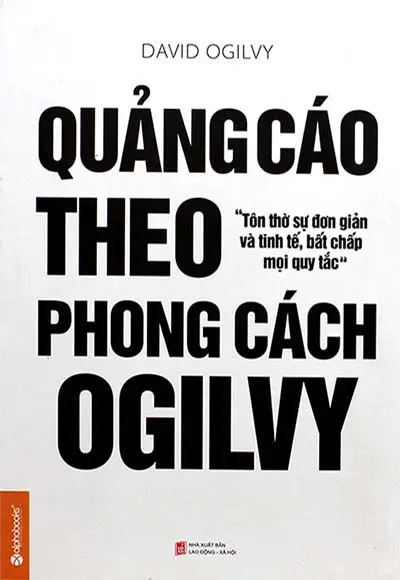 DAVID OGILVY
QUẢNG CÁO
THEO
"Tôn thờ sự đơn giản
và tinh tế, bất chấp
mọi quy tắc"
PHONG CÁCH
OGILVY
alphabooks®
NHÀ XUẤT BẢN
LAO ĐỘNG - XÃ HỘI